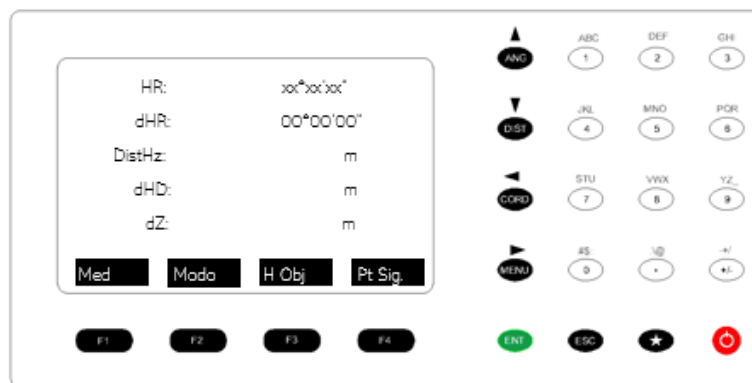 HR: xx°xx'xx"
dHR: 00°00'00"
DistHz: m
dHD: m
dZ: m
Med Modo H Obj Pt Sig.
F1 F2 F3 F4
ABC DEF GHI
ANG 1 2 3
JKL MNO PQR
DIST 4 5 6
STU VWX YZ_
CORD 7 8 9
#$: .\@ -+/
MENU 0 . +/-
ENT ESC